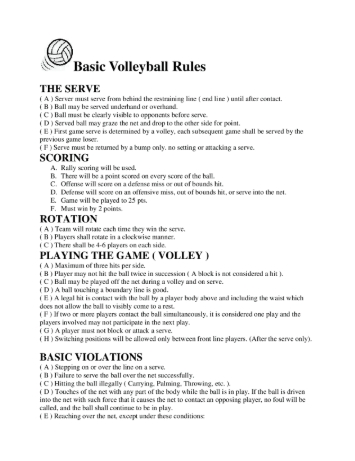 Basic Volleyball Rules
THE SERVE
( A ) Server must serve from behind the restraining line ( end line ) until after contact.
( B ) Ball may be served underhand or overhand.
( C ) Ball must be clearly visible to opponents before serve.
( D ) Served ball may graze the net and drop to the other side for point.
( E ) First game serve is determined by a volley, each subsequent game shall be served by the
previous game loser.
( F ) Serve must be returned by a bump only. no setting or attacking a serve.
SCORING
A. Rally scoring will be used.
B. There will be a point scored on every score of the ball.
C. Offense will score on a defense miss or out of bounds hit.
D. Defense will score on an offensive miss, out of bounds hit, or serve into the net.
E. Game will be played to 25 pts.
F. Must win by 2 points.
ROTATION
( A ) Team will rotate each time they win the serve.
( B ) Players shall rotate in a clockwise manner.
( C ) There shall be 4-6 players on each side.
PLAYING THE GAME ( VOLLEY )
( A ) Maximum of three hits per side.
( B ) Player may not hit the ball twice in succession ( A block is not considered a hit ).
( C ) Ball may be played off the net during a volley and on serve.
( D ) A ball touching a boundary line is good.
( E ) A legal hit is contact with the ball by a player body above and including the waist which
does not allow the ball to visibly come to a rest.
( F ) If two or more players contact the ball simultaneously, it is considered one play and the
players involved may not participate in the next play.
( G ) A player must not block or attack a serve.
( H ) Switching positions will be allowed only between front line players. (After the serve only).
BASIC VIOLATIONS
( A ) Stepping on or over the line on a serve.
( B ) Failure to serve the ball over the net successfully.
( C ) Hitting the ball illegally ( Carrying, Palming, Throwing, etc. ).
( D ) Touches of the net with any part of the body while the ball is in play. If the ball is driven
into the net with such force that it causes the net to contact an opposing player, no foul will be
called, and the ball shall continue to be in play.
( E ) Reaching over the net, except under these conditions: